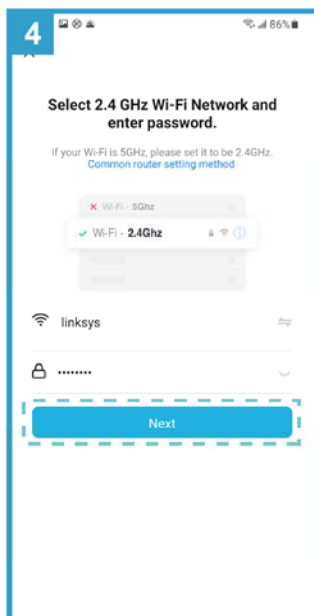 4
86%
Select 2.4 GHz Wi-Fi Network and
enter password.
If your Wi-Fi is 5GHz, please set it to be 2.4GHz.
Common router setting method
Wi-Fi - 5Ghz
Wi-Fi - 2.4Ghz
linksys
••••••••
Next